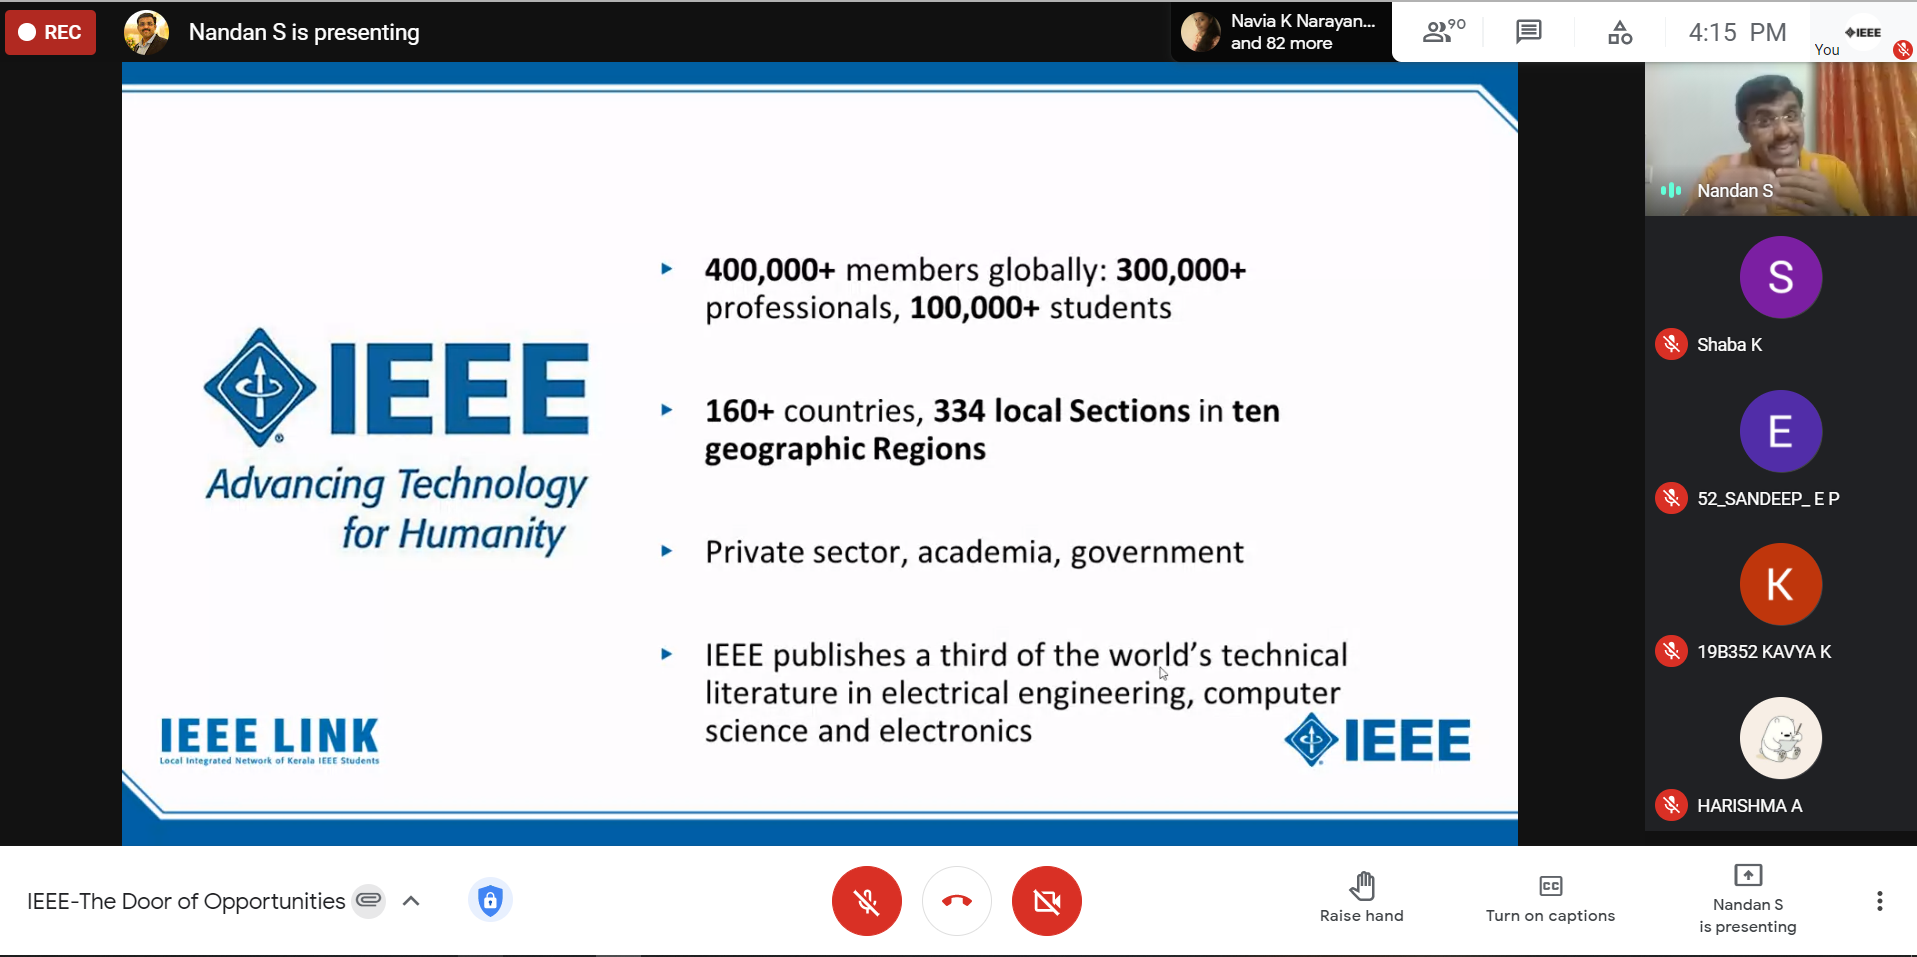 REC
Nandan S is presenting
Navia K Narayan...
and 82 more
90
4:15 PM
IEEE
You
Nandan S
400,000+ members globally: 300,000+
professionals, 100,000+ students
S
Shaba K
IEEE
®
Advancing Technology
for Humanity
160+ countries, 334 local Sections in ten
geographic Regions
E
52_SANDEEP_ E P
Private sector, academia, government
K
19B352 KAVYA K
IEEE publishes a third of the world's technical
literature in electrical engineering, computer
science and electronics
IEEE LINK
Local Integrated Network of Kerala IEEE Students
IEEE
HARISHMA A
IEEE-The Door of Opportunities
Raise hand
CC
Turn on captions
Nandan S
is presenting